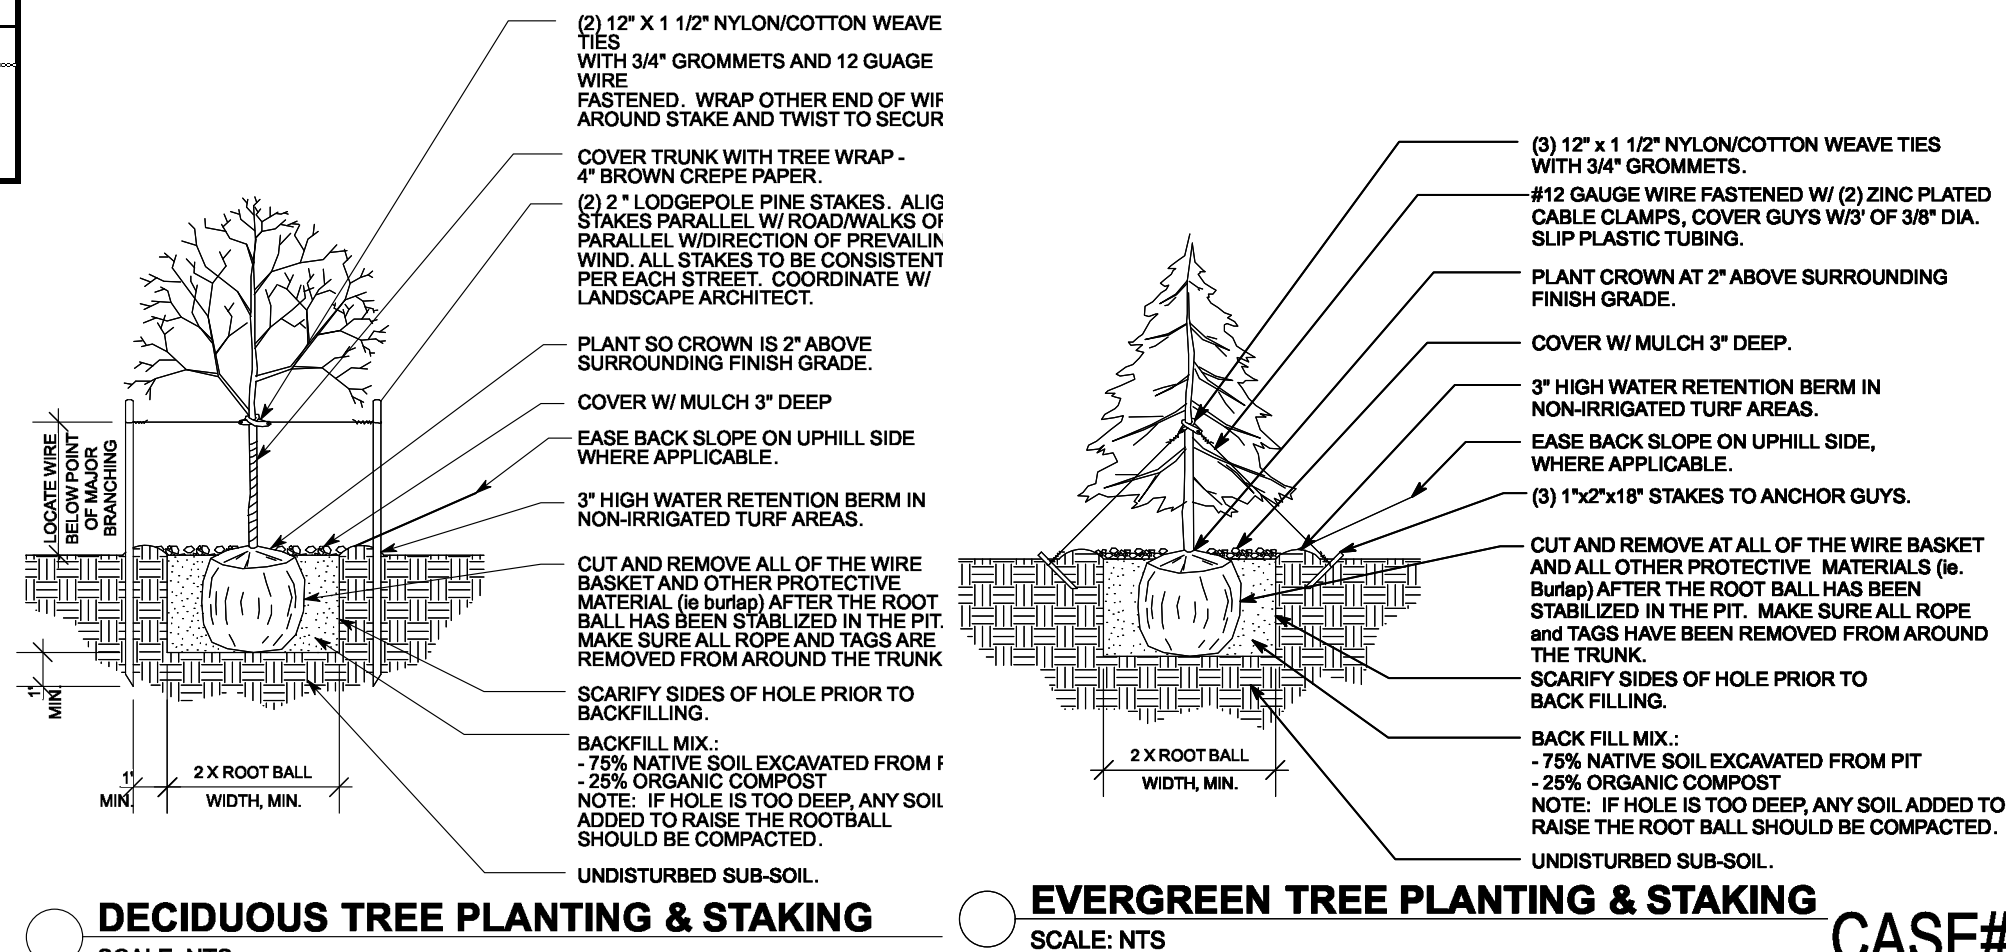 (2) 12" X 1 1/2" NYLON/COTTON WEAVE
TIES
WITH 3/4" GROMMETS AND 12 GUAGE
WIRE
FASTENED. WRAP OTHER END OF
AROUND STAKE AND TWIST TO
COVER TRUNK WITH TREE WRAP -
4" BROWN CREPE PAPER.
(2) 2 " LODGEPOLE PINE STAKES.
STAKES PARALLEL W/ ROAD/WALKS
PARALLEL W/DIRECTION OF
WIND. ALL STAKES TO BE CONSISTENT
PER EACH STREET. COORDINATE W/
LANDSCAPE ARCHITECT.
PLANT SO CROWN IS 2" ABOVE
SURROUNDING FINISH GRADE.
COVER W/ MULCH 3" DEEP
EASE BACK SLOPE ON UPHILL SIDE
WHERE APPLICABLE.
3" HIGH WATER RETENTION BERM IN
NON-IRRIGATED TURF AREAS.
CUT AND REMOVE ALL OF THE WIRE
BASKET AND OTHER PROTECTIVE
MATERIAL (ie burlap) AFTER THE ROOT
BALL HAS BEEN STABLIZED IN THE PIT.
MAKE SURE ALL ROPE AND TAGS ARE
REMOVED FROM AROUND THE TRUNK
SCARIFY SIDES OF HOLE PRIOR TO
BACKFILLING.
BACKFILL MIX.:
- 75% NATIVE SOIL EXCAVATED FROM
- 25% ORGANIC COMPOST
NOTE: IF HOLE IS TOO DEEP, ANY SOIL
ADDED TO RAISE THE ROOTBALL
SHOULD BE COMPACTED.
UNDISTURBED SUB-SOIL.
LOCATE WIRE
BELOW POINT
OF MAJOR
BRANCHING
1'
MIN.
1'
MIN.
2 X ROOT BALL
WIDTH, MIN.
DECIDUOUS TREE PLANTING & STAKING
SCALE: NTS
(3) 12" x 1 1/2" NYLON/COTTON WEAVE TIES
WITH 3/4" GROMMETS.
#12 GAUGE WIRE FASTENED W/ (2) ZINC PLATED
CABLE CLAMPS, COVER GUYS W/3' OF 3/8" DIA.
SLIP PLASTIC TUBING.
PLANT CROWN AT 2" ABOVE SURROUNDING
FINISH GRADE.
COVER W/ MULCH 3" DEEP.
3" HIGH WATER RETENTION BERM IN
NON-IRRIGATED TURF AREAS.
EASE BACK SLOPE ON UPHILL SIDE,
WHERE APPLICABLE.
(3) 1"x2"x18" STAKES TO ANCHOR GUYS.
CUT AND REMOVE AT ALL OF THE WIRE BASKET
AND ALL OTHER PROTECTIVE MATERIALS (ie.
Burlap) AFTER THE ROOT BALL HAS BEEN
STABILIZED IN THE PIT. MAKE SURE ALL ROPE
and TAGS HAVE BEEN REMOVED FROM AROUND
THE TRUNK.
SCARIFY SIDES OF HOLE PRIOR TO
BACK FILLING.
BACK FILL MIX.:
- 75% NATIVE SOIL EXCAVATED FROM PIT
- 25% ORGANIC COMPOST
NOTE: IF HOLE IS TOO DEEP, ANY SOIL ADDED TO
RAISE THE ROOT BALL SHOULD BE COMPACTED.
UNDISTURBED SUB-SOIL.
2 X ROOT BALL
WIDTH, MIN.
EVERGREEN TREE PLANTING & STAKING
SCALE: NTS
CASE#